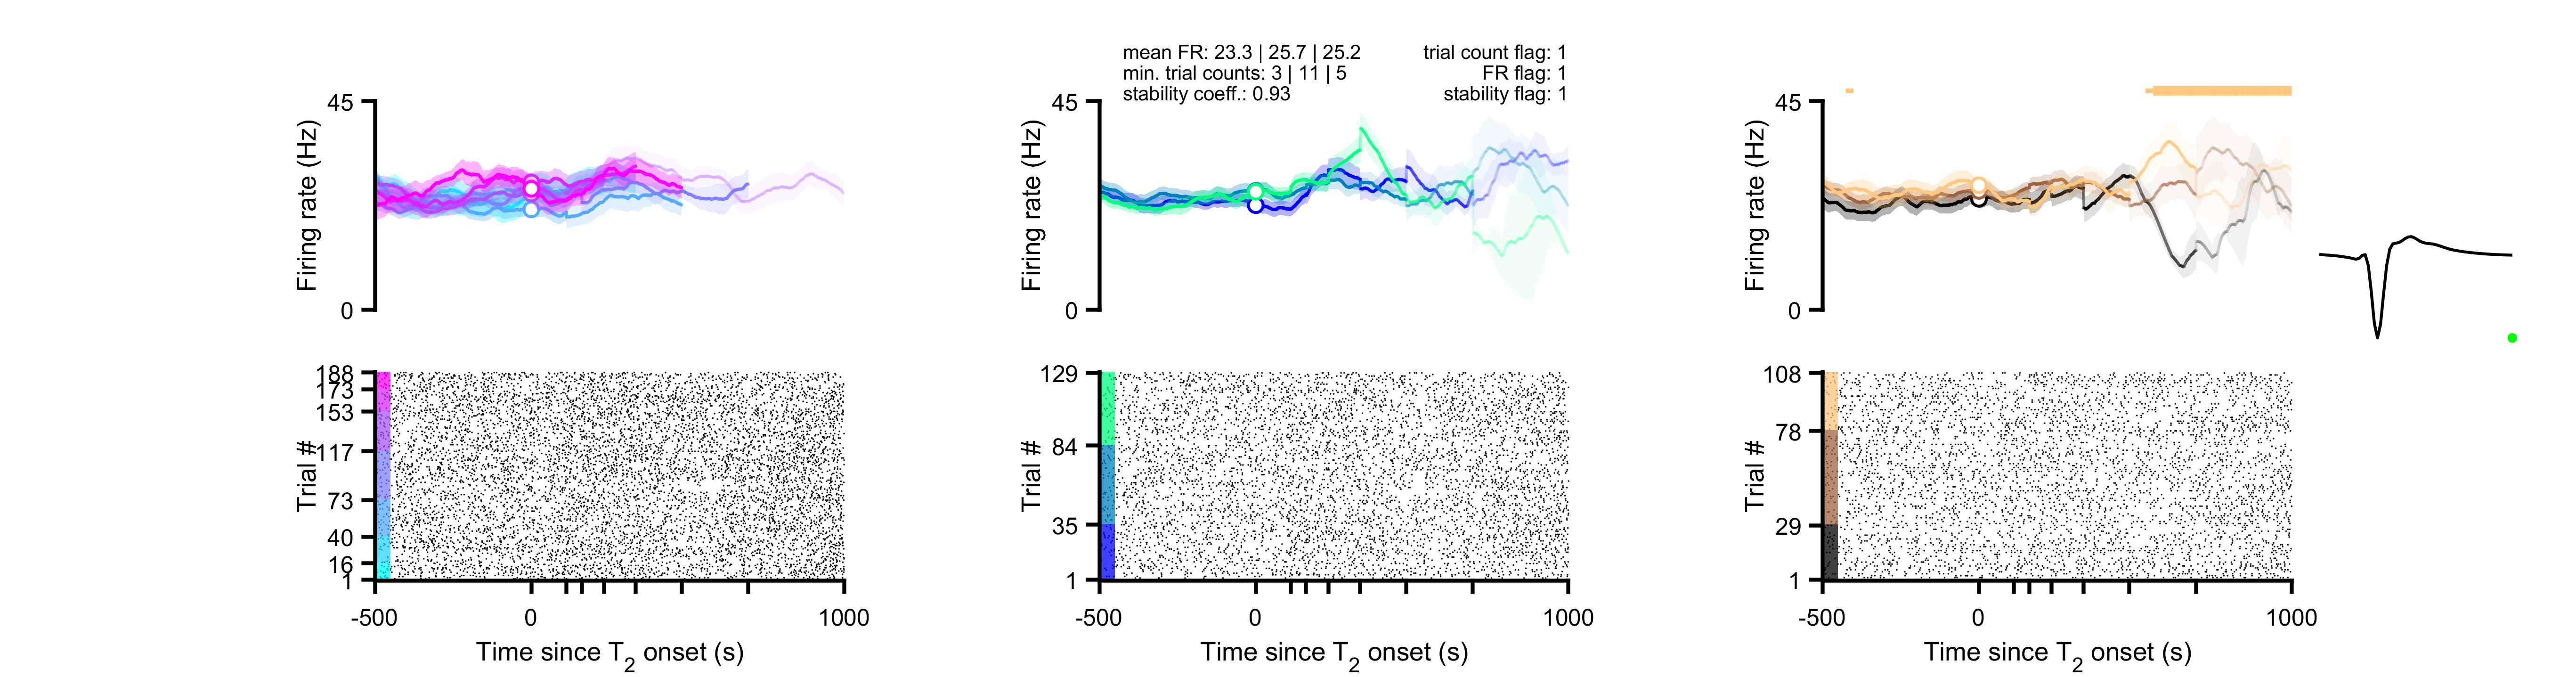 mean FR: 23.3 | 25.7 | 25.2
min. trial counts: 3 | 11 | 5
stability coeff.: 0.93
trial count flag: 1
FR flag: 1
stability flag: 1
45
Firing rate (Hz)
0
45
Firing rate (Hz)
0
45
Firing rate (Hz)
0
188
173
153
117
73
40
16
1
Trial #
-500
0
1000
Time since T2 onset (s)
129
84
35
1
Trial #
-500
0
1000
Time since T2 onset (s)
108
78
29
1
Trial #
-500
0
1000
Time since T2 onset (s)